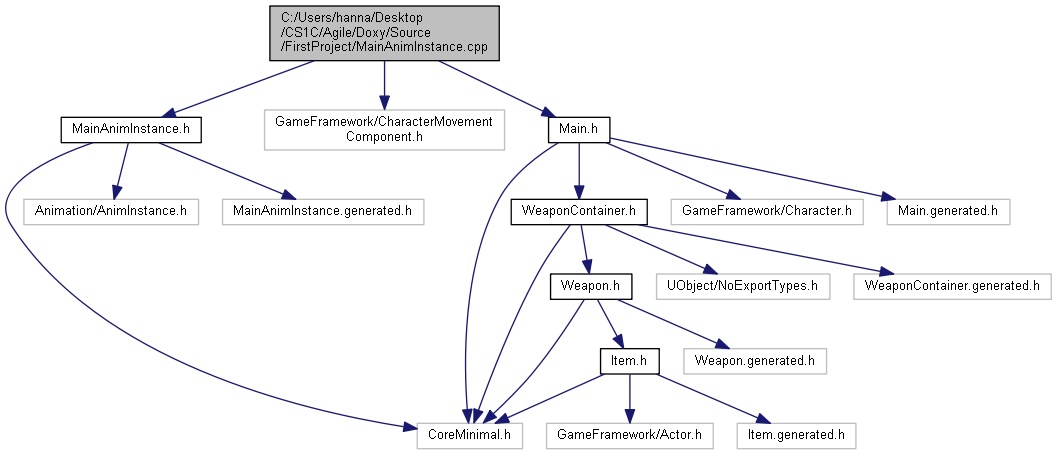 C:/Users/hanna/Desktop
/CS1C/Agile/Doxy/Source
/FirstProject/MainAnimInstance.cpp
MainAnimInstance.h
GameFramework/CharacterMovement
Component.h
Main.h
Animation/AnimInstance.h
MainAnimInstance.generated.h
WeaponContainer.h
GameFramework/Character.h
Main.generated.h
Weapon.h
UObject/NoExportTypes.h
WeaponContainer.generated.h
Item.h
Weapon.generated.h
CoreMinimal.h
GameFramework/Actor.h
Item.generated.h